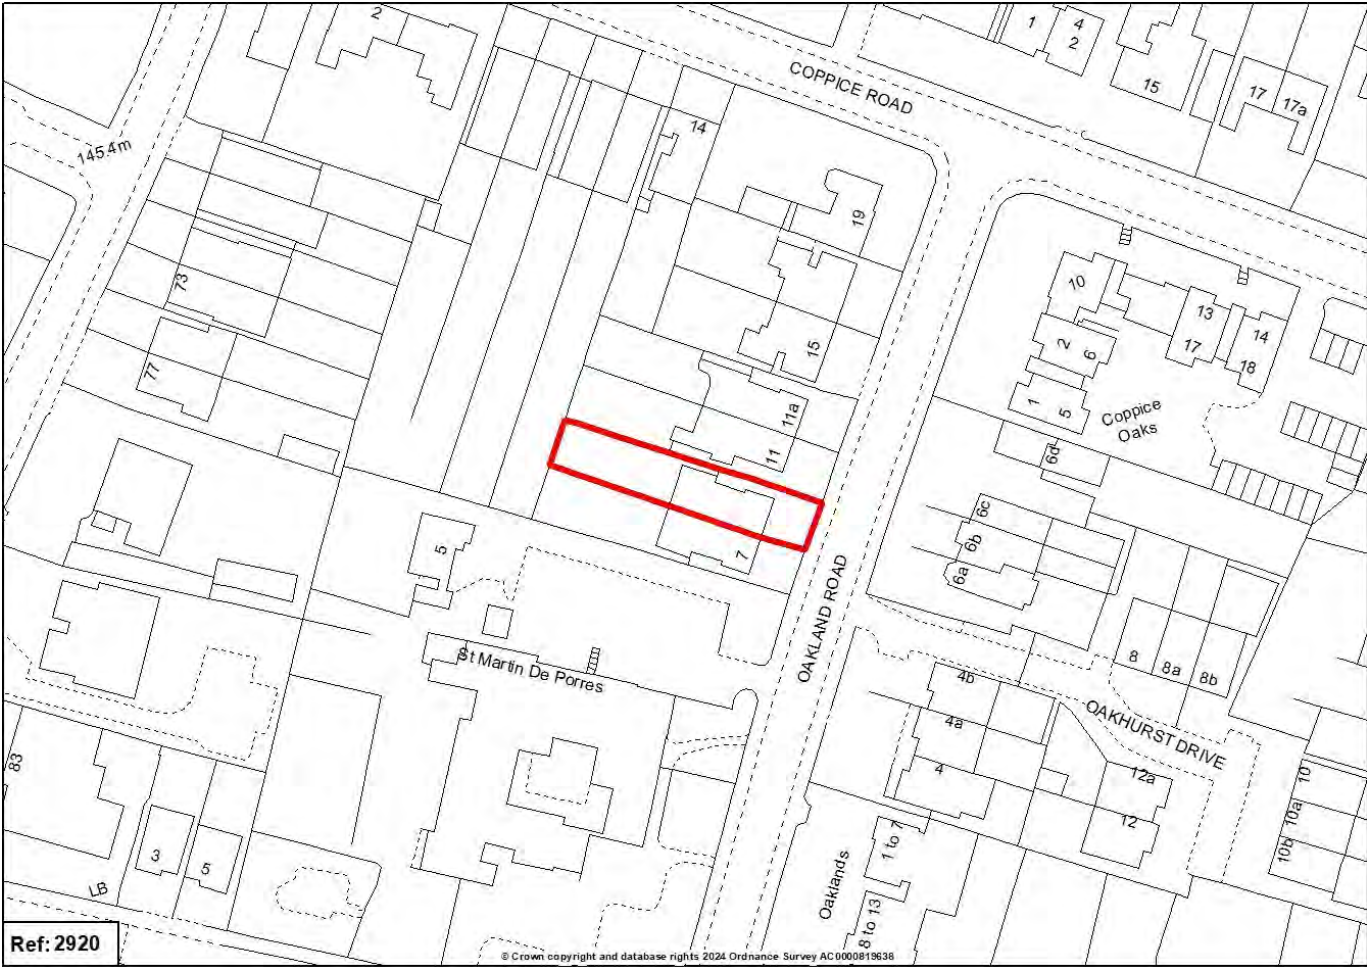 2
1
4
2
15
17
17a
COPPICE ROAD
145.4m
14
19
73
10
13
17
14
18
2
6
15
77
1
5
Coppice
Oaks
11a
11
6d
6c
5
7
6b
6a
OAKLAND ROAD
St Martin De Porres
8
8a
8b
4b
4a
4
OAKHURST DRIVE
12a
12
83
10
10a
10b
3
5
1 to 7
Oaklands
LB
8 to 13
Ref: 2920
© Crown copyright and database rights 2024 Ordnance Survey AC0000819638